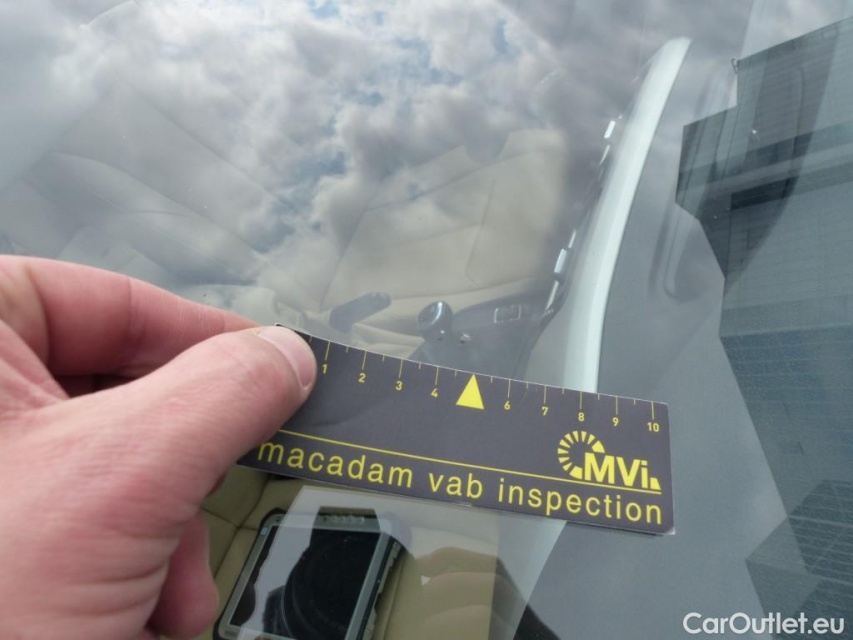 1 2 3 4 6 7 8 9 10
MVi
macadam vab inspection
CarOutlet.eu